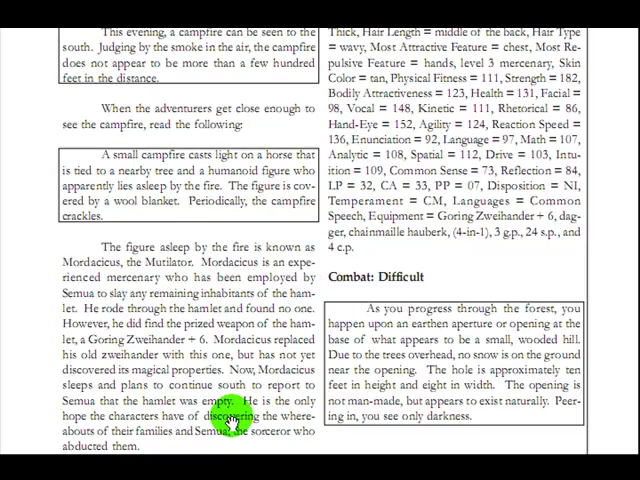 This evening, a campfire can be seen to the
south. Judging by the smoke in the air, the campfire
does not appear to be more than a few hundred
feet in the distance.
When the adventurers get close enough to
see the campfire, read the following:
A small campfire casts light on a horse that
is tied to a nearby tree and a humanoid figure who
apparently lies asleep by the fire. The figure is cov-
ered by a wool blanket. Periodically, the campfire
crackles.
The figure asleep by the fire is known as
Mordacicus, the Mutilator. Mordacicus is an expe-
rienced mercenary who has been employed by
Semua to slay any remaining inhabitants of the ham-
let. He rode through the hamlet and found no one.
However, he did find the prized weapon of the ham-
let, a Goring Zweihander + 6. Mordacicus replaced
his old zweihander with this one, but has not yet
discovered its magical properties. Now, Mordacicus
sleeps and plans to continue south to report to
Semua that the hamlet was empty. He is the only
hope the characters have of discovering the where-
abouts of their families and Semua, the sorceror who
abducted them.
Thick, Hair Length = middle of the back, Hair Type
= wavy, Most Attractive Feature = chest, Most Re-
pulsive Feature = hands, level 3 mercenary, Skin
Color = tan, Physical Fitness = 111, Strength = 182,
Bodily Attractiveness = 123, Health = 131, Facial =
98, Vocal = 148, Kinetic = 111, Rhetorical = 86,
Hand-Eye = 152, Agility = 124, Reaction Speed =
136, Enunciation = 92, Language = 97, Math = 107,
Analytic = 108, Spatial = 112, Drive = 103, Intu-
ition = 109, Common Sense = 73, Reflection = 84,
LP = 32, CA = 33, PP = 07, Disposition = NI,
Temperament = CM, Languages = Common
Speech, Equipment = Goring Zweihander + 6, dag-
ger, chainmaille hauberk, (4-in-1), 3 g.p., 24 s.p., and
4 c.p.
Combat: Difficult
As you progress through the forest, you
happen upon an earthen aperture or opening at the
base of what appears to be a small, wooded hill.
Due to the trees overhead, no snow is on the ground
near the opening. The hole is approximately ten
feet in height and eight in width. The opening is
not man-made, but appears to exist naturally. Peer-
ing in, you see only darkness.